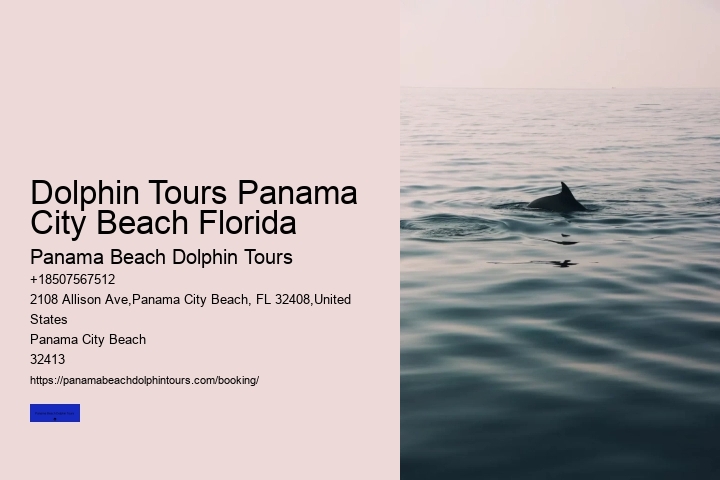 Dolphin Tours Panama
City Beach Florida
Panama Beach Dolphin Tours
+18507567512
2108 Allison Ave,Panama City Beach, FL 32408,United
States
Panama City Beach
32413
https://panamabeachdolphintours.com/booking/